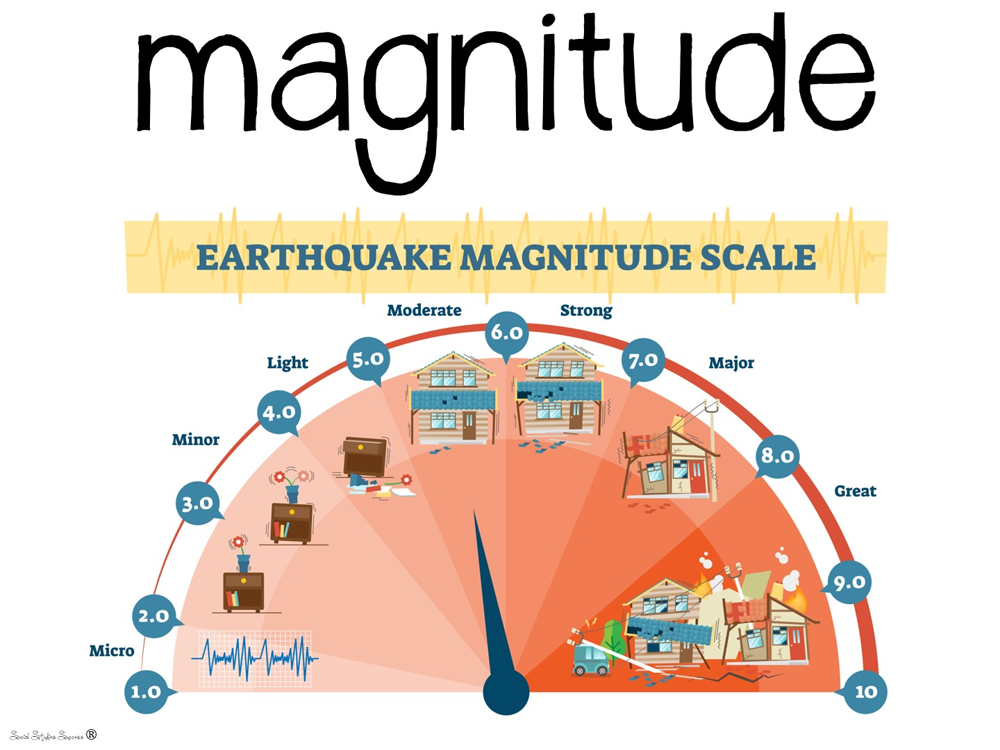 magnitude
EARTHQUAKE MAGNITUDE SCALE
Moderate
Strong
Light
Major
Minor
Great
Micro
1.0
2.0
3.0
4.0
5.0
6.0
7.0
8.0
9.0
10
Social Studies Success ®